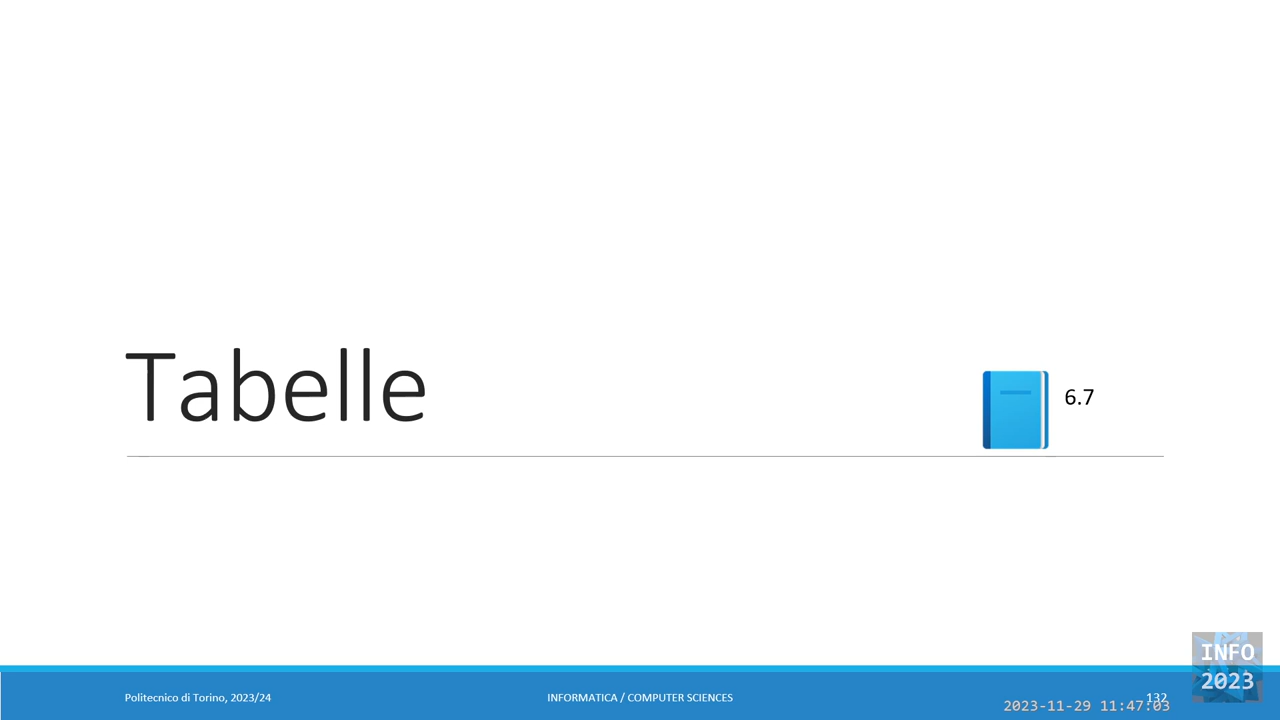 Tabelle
6.7
INFO
2023
Politecnico di Torino, 2023/24
INFORMATICA / COMPUTER SCIENCES
132
2023-11-29 11:47:03